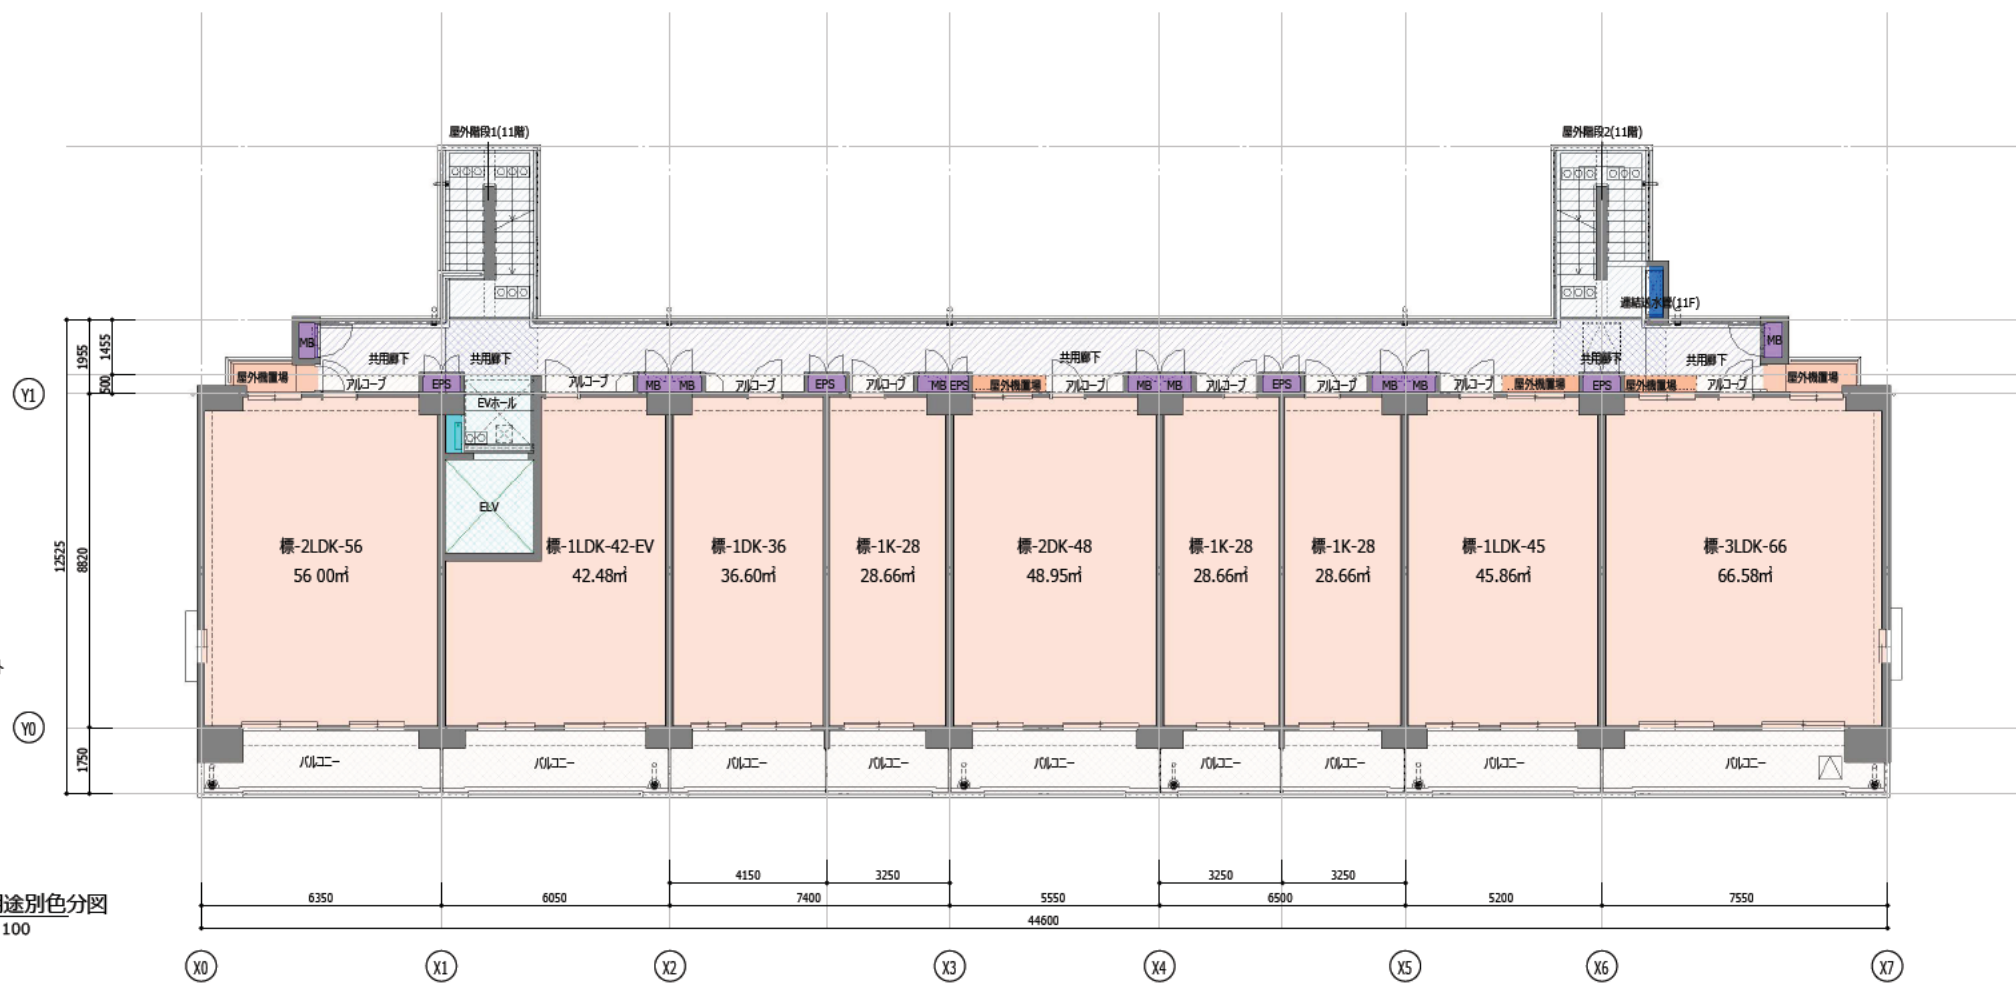 屋外階段1(11階)
屋外階段2(11階)
(11F)
MB
共用廊下
共用廊下
共用廊下
共用廊下
共用廊下
MB
屋外機置場
アルコーブ
EPS
アルコーブ
MB
MB
アルコーブ
EPS
アルコーブ
MB
EPS
屋外機置場
アルコーブ
MB
MB
アルコーブ
EPS
アルコーブ
MB
MB
アルコーブ
屋外機置場
EPS
屋外機置場
アルコーブ
屋外機置場
EVホール
ELV
標-2LDK-56
56 00㎡
標-1LDK-42-EV
42.48㎡
標-1DK-36
36.60㎡
標-1K-28
28.66㎡
標-2DK-48
48.95㎡
標-1K-28
28.66㎡
標-1K-28
28.66㎡
標-1LDK-45
45.86㎡
標-3LDK-66
66.58㎡
バルコニー
バルコニー
バルコニー
バルコニー
バルコニー
バルコニー
バルコニー
バルコニー
バルコニー
Y1
Y0
12525
1955
1455
500
8820
1750
4150
3250
3250
3250
6350
6050
7400
5550
6500
5200
7550
44600
途別色分図
100
X0
X1
X2
X3
X4
X5
X6
X7